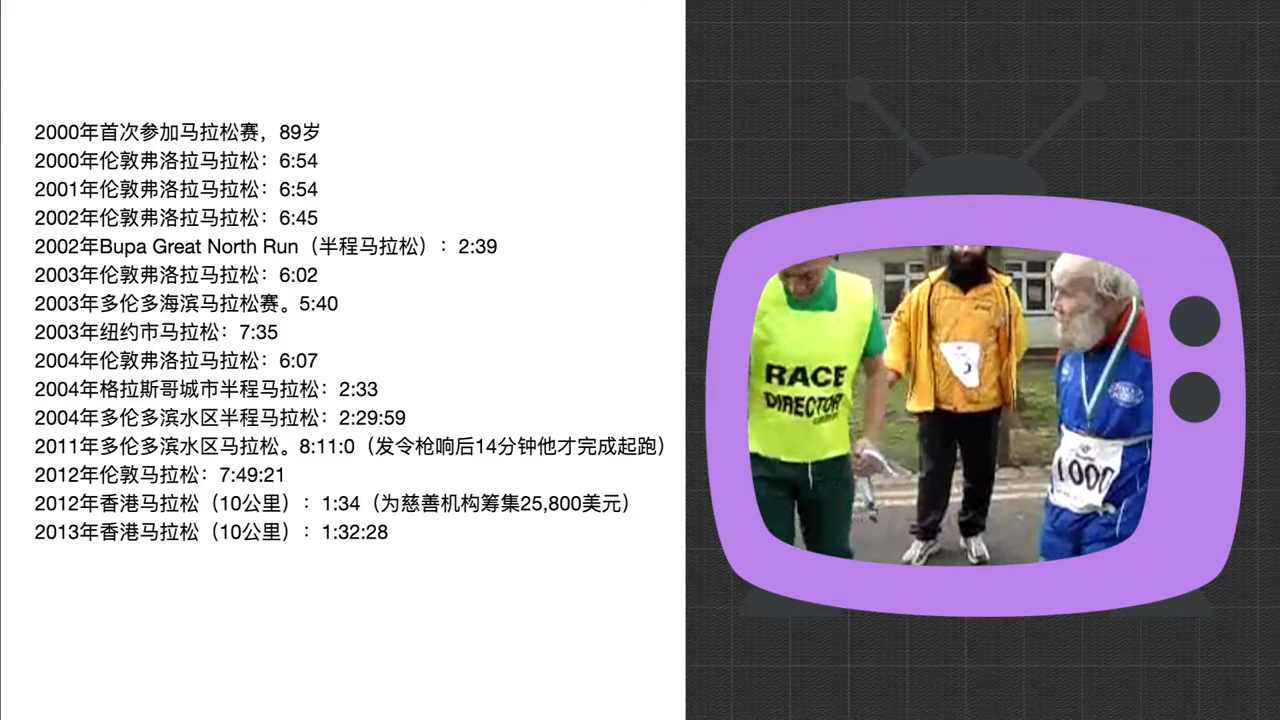 2000年首次参加马拉松赛，89岁
2000年伦敦弗洛拉马拉松：6:54
2001年伦敦弗洛拉马拉松：6:54
2002年伦敦弗洛拉马拉松：6:45
2002年Bupa Great North Run（半程马拉松）：2:39
2003年伦敦弗洛拉马拉松：6:02
2003年多伦多海滨马拉松赛。5:40
2003年纽约市马拉松：7:35
2004年伦敦弗洛拉马拉松：6:07
2004年格拉斯哥城市半程马拉松：2:33
2004年多伦多滨水区半程马拉松：2:29:59
2011年多伦多滨水区马拉松。8:11:0（发令枪响后14分钟他才完成起跑）
2012年伦敦马拉松：7:49:21
2012年香港马拉松（10公里）：1:34（为慈善机构筹集25,800美元）
2013年香港马拉松（10公里）：1:32:28
RACE
DIRECTOR
1000